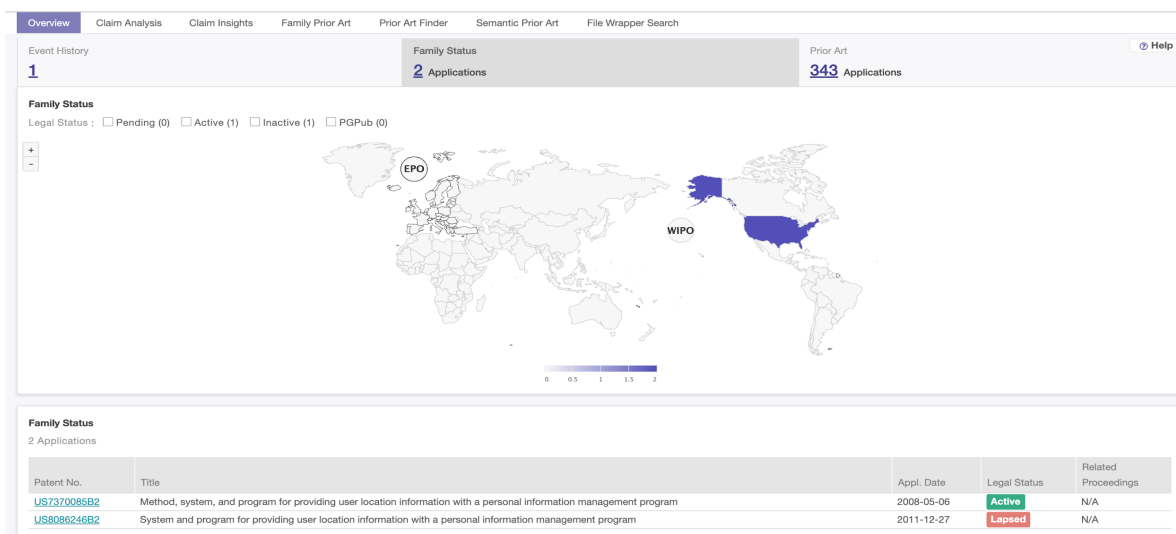 Overview Claim Analysis Claim Insights Family Prior Art Prior Art Finder Semantic Prior Art File Wrapper Search
Event History Family Status Prior Art Help
1 2 Applications 343 Applications
Family Status
Legal Status : Pending (0) Active (1) Inactive (1) PGPub (0)
+
-
EPO
WIPO
0 0.5 1 1.5 2
Family Status
2 Applications
Patent No. Title Appl. Date Legal Status Related Proceedings
US7370085B2 Method, system, and program for providing user location information with a personal information management program 2008-05-06 Active N/A
US8086246B2 System and program for providing user location information with a personal information management program 2011-12-27 Lapsed N/A